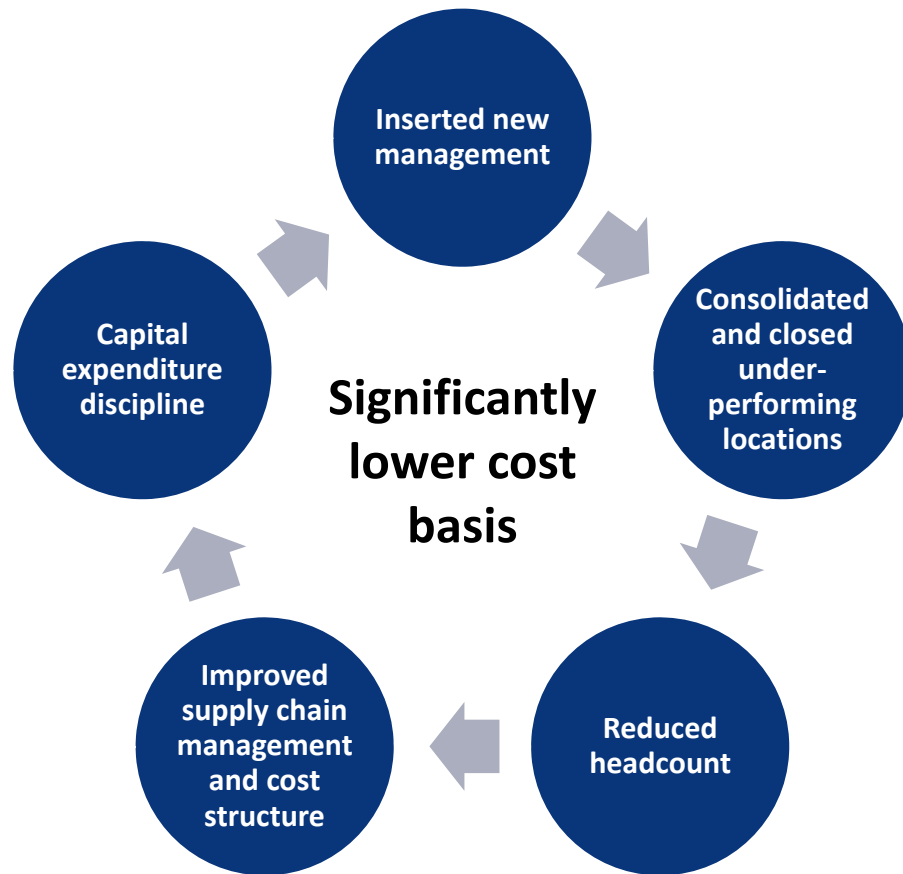 Inserted new
management
Consolidated
and closed
under-
performing
locations
Reduced
headcount
Improved
supply chain
management
and cost
structure
Capital
expenditure
discipline
Significantly
lower cost
basis